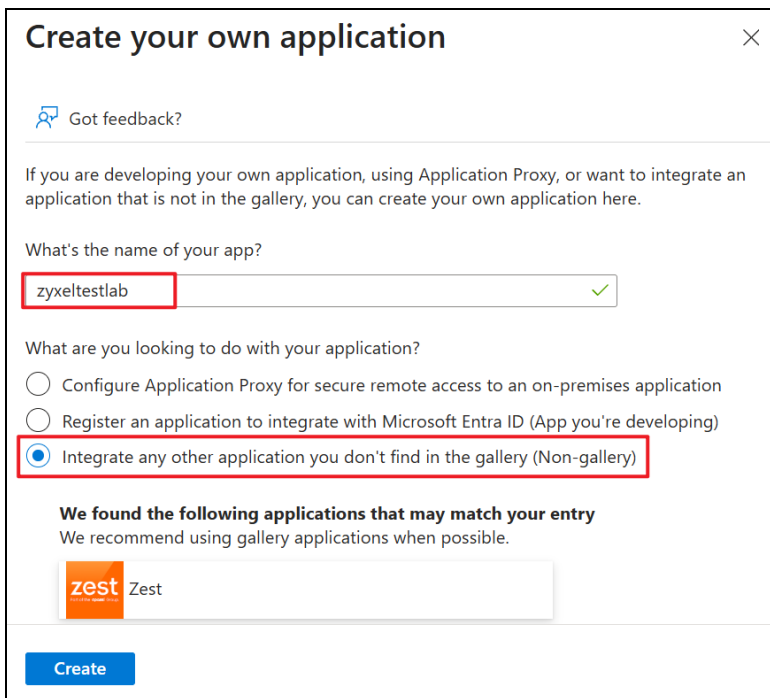 Create your own application
Got feedback?
If you are developing your own application, using Application Proxy, or want to integrate an
application that is not in the gallery, you can create your own application here.
What's the name of your app?
zyxeltestlab
What are you looking to do with your application?
Configure Application Proxy for secure remote access to an on-premises application
Register an application to integrate with Microsoft Entra ID (App you're developing)
Integrate any other application you don't find in the gallery (Non-gallery)
We found the following applications that may match your entry
We recommend using gallery applications when possible.
zest
Zest
Create